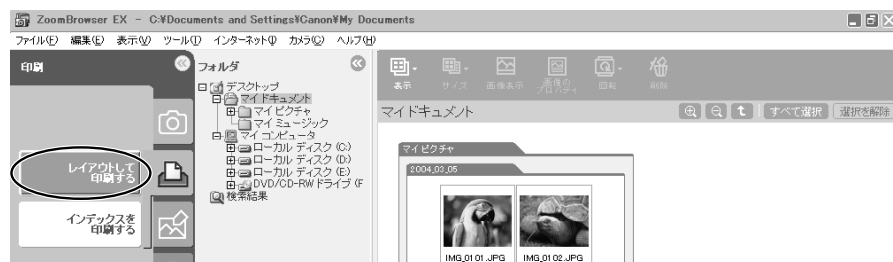 ZoomBrowser EX - C:¥Documents and Settings¥Canon¥My Documents
ファイル(F) 編集(E) 表示(V) ツール(T) インターネット(I) カメラ(C) ヘルプ(H)
印刷
レイアウトして
印刷する
インデックスを
印刷する
フォルダ
デスクトップ
マイドキュメント
マイピクチャ
マイミュージック
マイコンピュータ
ローカル ディスク (C:)
ローカル ディスク (D:)
ローカル ディスク (E:)
DVD/CD-RWドライブ (F
検索結果
表示 サイズ 画像表示 画像のプロパティ 回転 削除
マイドキュメント
すべて選択 選択を解除
マイピクチャ
2004_03_05
IMG_0101.JPG IMG_0102.JPG